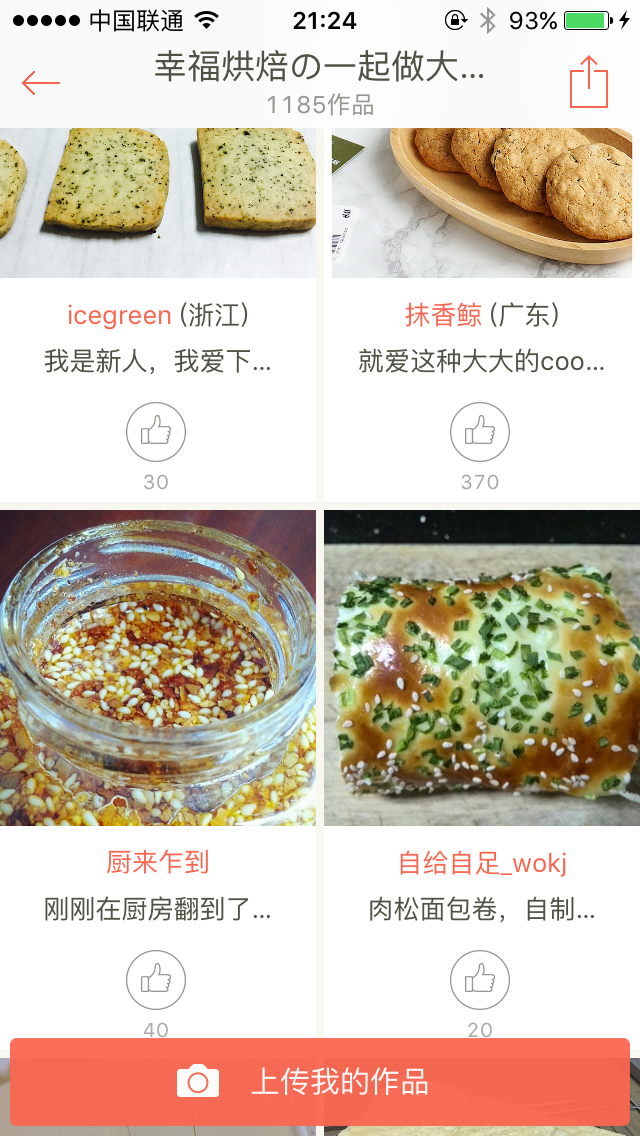 中国联通 21:24 93%
幸福烘焙の一起做大...
1185作品
icegreen (浙江)
我是新人，我爱下...
30
抹香鲸 (广东)
就爱这种大大的coo...
370
厨来乍到
刚刚在厨房翻到了...
40
自给自足_wokj
肉松面包卷，自制...
20
上传我的作品